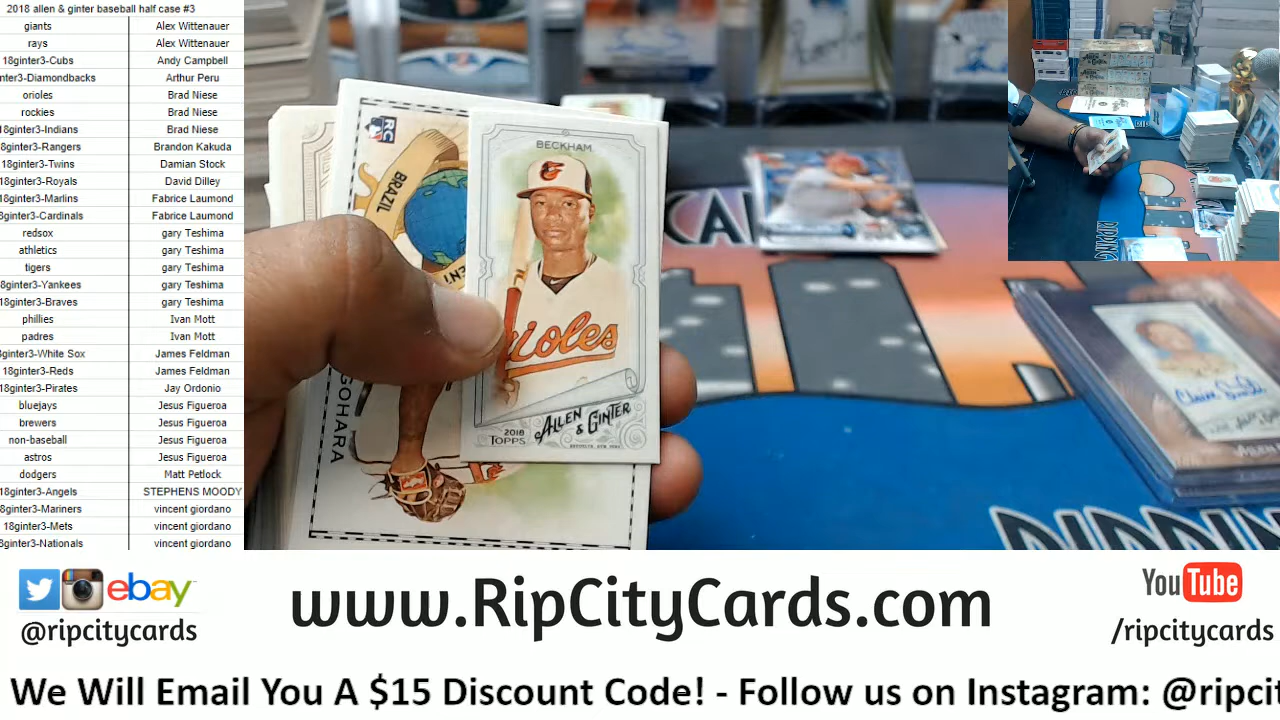 2018 allen & ginter baseball half case #3
giants Alex Wittenauer
rays Alex Wittenauer
18ginter3-Cubs Andy Campbell
nter3-Diamondbacks Arthur Peru
orioles Brad Niese
rockies Brad Niese
18ginter3-Indians Brad Niese
8ginter3-Rangers Brandon Kakuda
18ginter3-Twins Damian Stock
18ginter3-Royals David Dilley
8ginter3-Marlins Fabrice Laumond
8ginter3-Cardinals Fabrice Laumond
redsox gary Teshima
athletics gary Teshima
tigers gary Teshima
8ginter3-Yankees gary Teshima
8ginter3-Braves gary Teshima
phillies Ivan Mott
padres Ivan Mott
ginter3-White Sox James Feldman
18ginter3-Reds James Feldman
18ginter3-Pirates Jay Ordonio
bluejays Jesus Figueroa
brewers Jesus Figueroa
non-baseball Jesus Figueroa
astros Jesus Figueroa
dodgers Matt Petlock
18ginter3-Angels STEPHENS MOODY
8ginter3-Mariners vincent giordano
18ginter3-Mets vincent giordano
ginter3-Nationals vincent giordano
RC
BRAZIL
GOHARA
BECKHAM
Orioles
2018
TOPPS
ALLEN
& GINTER
RIPPING
ebay
@ripcitycards
www.RipCityCards.com
YouTube
/ripcitycards
We Will Email You A $15 Discount Code! - Follow us on Instagram: @ripcit